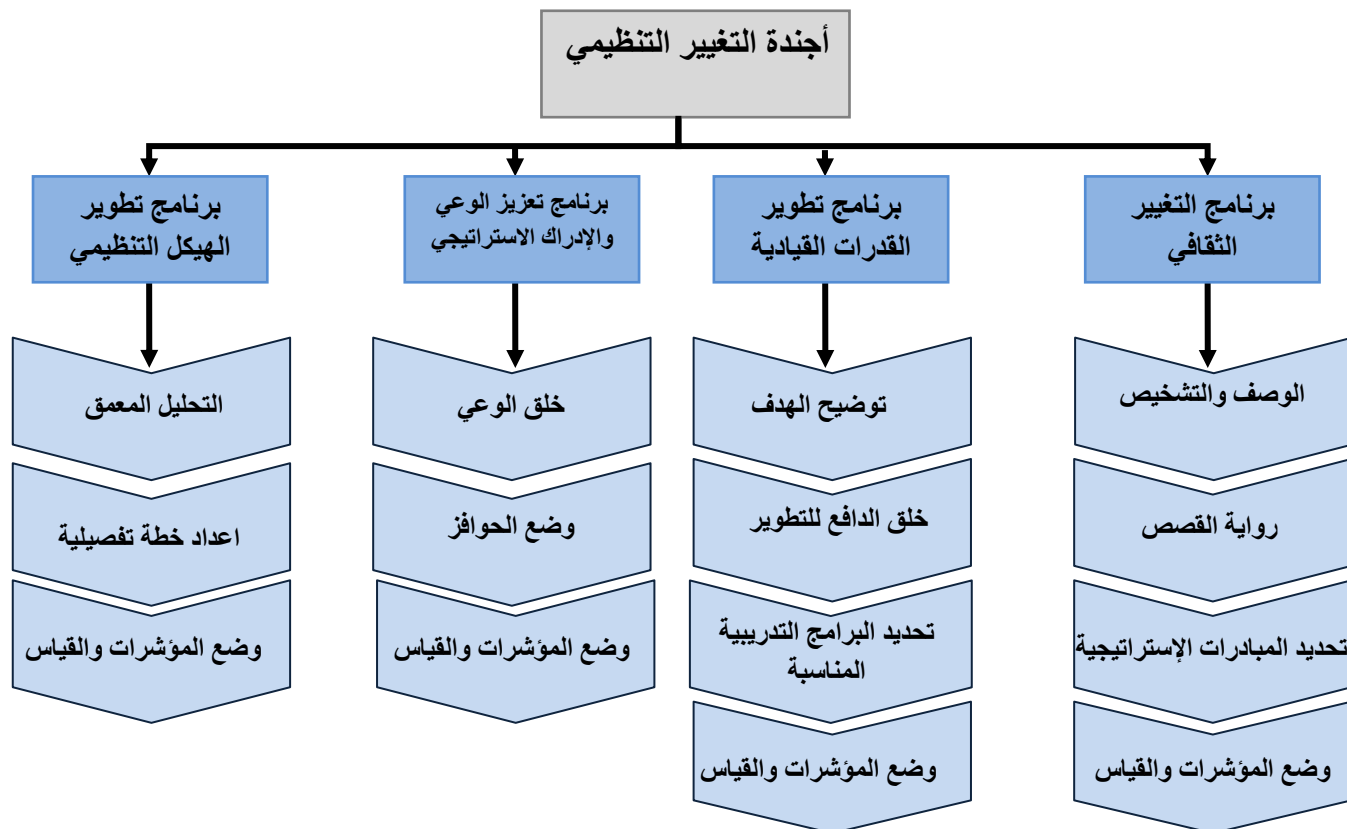 أجندة التغيير التنظيمي
برنامج التغيير
الثقافي
برنامج تطوير
القدرات القيادية
برنامج تعزيز الوعي
والإدراك الاستراتيجي
برنامج تطوير
الهيكل التنظيمي
الوصف والتشخيص
رواية القصص
تحديد المبادرات الإستراتيجية
وضع المؤشرات والقياس
توضيح الهدف
خلق الدافع للتطوير
تحديد البرامج التدريبية
المناسبة
وضع المؤشرات والقياس
خلق الوعي
وضع الحوافز
وضع المؤشرات والقياس
التحليل المعمق
اعداد خطة تفصيلية
وضع المؤشرات والقياس